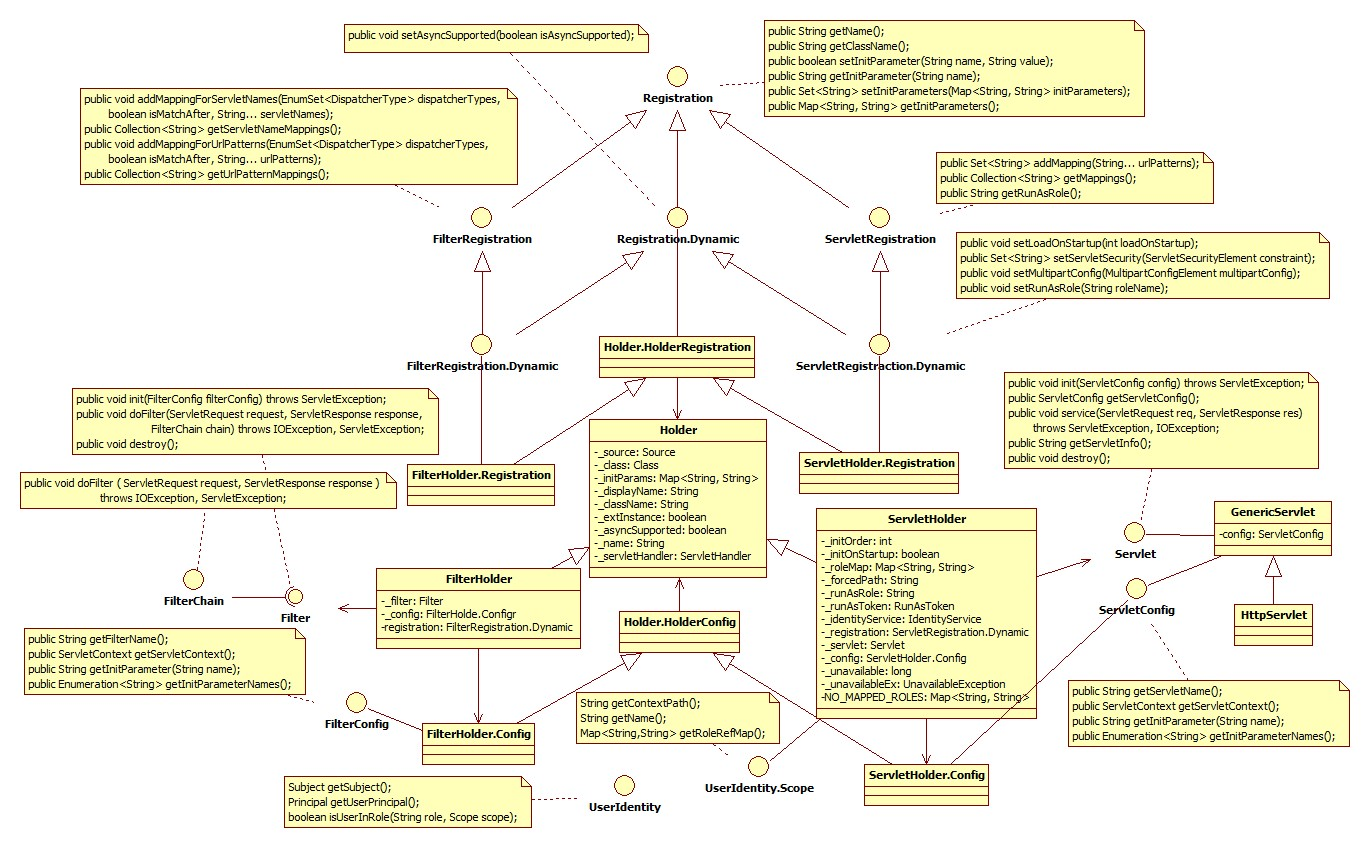 public void setAsyncSupported(boolean isAsyncSupported);
public String getName();
public String getClassName();
public boolean setInitParameter(String name, String value);
public String getInitParameter(String name);
public Set<String> setInitParameters(Map<String, String> initParameters);
public Map<String, String> getInitParameters();
Registration
public void addMappingForServletNames(EnumSet<DispatcherType> dispatcherTypes,
boolean isMatchAfter, String... servletNames);
public Collection<String> getServletNameMappings();
public void addMappingForUrlPatterns(EnumSet<DispatcherType> dispatcherTypes,
boolean isMatchAfter, String... urlPatterns);
public Collection<String> getUrlPatternMappings();
public Set<String> addMapping(String... urlPatterns);
public Collection<String> getMappings();
public String getRunAsRole();
FilterRegistration
Registration.Dynamic
ServletRegistration
public void setLoadOnStartup(int loadOnStartup);
public Set<String> setServletSecurity(ServletSecurityElement constraint);
public void setMultipartConfig(MultipartConfigElement multipartConfig);
public void setRunAsRole(String roleName);
FilterRegistration.Dynamic
Holder.HolderRegistration
ServletRegistraction.Dynamic
public void init(FilterConfig filterConfig) throws ServletException;
public void doFilter(ServletRequest request, ServletResponse response,
FilterChain chain) throws IOException, ServletException;
public void destroy();
public void init(ServletConfig config) throws ServletException;
public ServletConfig getServletConfig();
public void service(ServletRequest req, ServletResponse res)
throws ServletException, IOException;
public String getServletInfo();
public void destroy();
Holder
-_source: Source
-_class: Class
-_initParams: Map<String, String>
-_displayName: String
-_className: String
-_extInstance: boolean
-_asyncSupported: boolean
-_name: String
-_servletHandler: ServletHandler
FilterHolder.Registration
ServletHolder.Registration
public void doFilter ( ServletRequest request, ServletResponse response )
throws IOException, ServletException;
ServletHolder
-_initOrder: int
-_initOnStartup: boolean
-_roleMap: Map<String, String>
-_forcedPath: String
-_runAsRole: String
-_runAsToken: RunAsToken
-_identityService: IdentityService
-_registration: ServletRegistration.Dynamic
-_servlet: Servlet
-_config: ServletHolder.Config
-_unavailable: long
-_unavailableEx: UnavailableException
-NO_MAPPED_ROLES: Map<String, String>
GenericServlet
-config: ServletConfig
Servlet
FilterChain
Filter
FilterHolder
-_filter: Filter
-_config: FilterHolde.Configr
-registration: FilterRegistration.Dynamic
ServletConfig
HttpServlet
Holder.HolderConfig
public String getFilterName();
public ServletContext getServletContext();
public String getInitParameter(String name);
public Enumeration<String> getInitParameterNames();
FilterConfig
FilterHolder.Config
String getContextPath();
String getName();
Map<String,String> getRoleRefMap();
public String getServletName();
public ServletContext getServletContext();
public String getInitParameter(String name);
public Enumeration<String> getInitParameterNames();
Subject getSubject();
Principal getUserPrincipal();
boolean isUserInRole(String role, Scope scope);
UserIdentity
UserIdentity.Scope
ServletHolder.Config